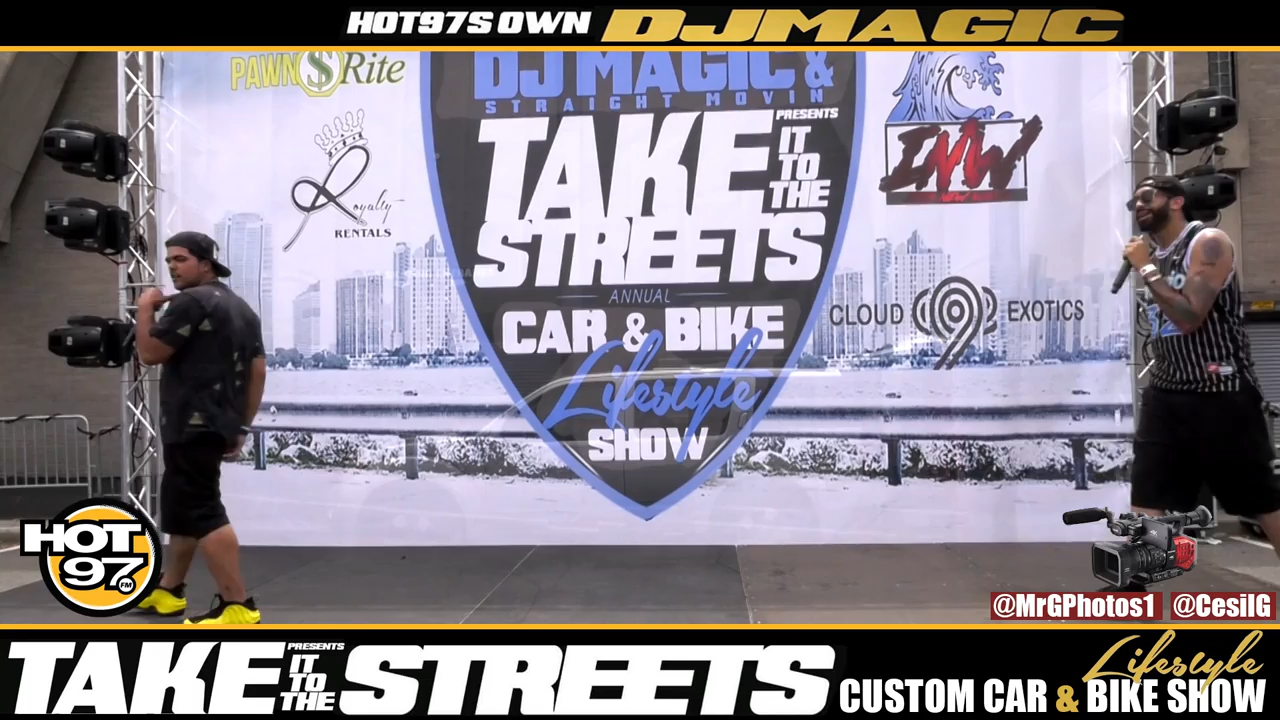 HOT97S OWN DJMAGIC
PAWN $ Rite
DJ MAGIC &
STRAIGHT MOVIN
PRESENTS
TAKE IT TO THE
STREETS
ANNUAL
CAR & BIKE
Lifestyle
SHOW
Royalty
RENTALS
IMW
CLOUD 9 EXOTICS
HOT
97
FM
@MrGPhotos1 @CesilG
PRESENTS
TAKE IT TO THE STREETS
Lifestyle
CUSTOM CAR & BIKE SHOW